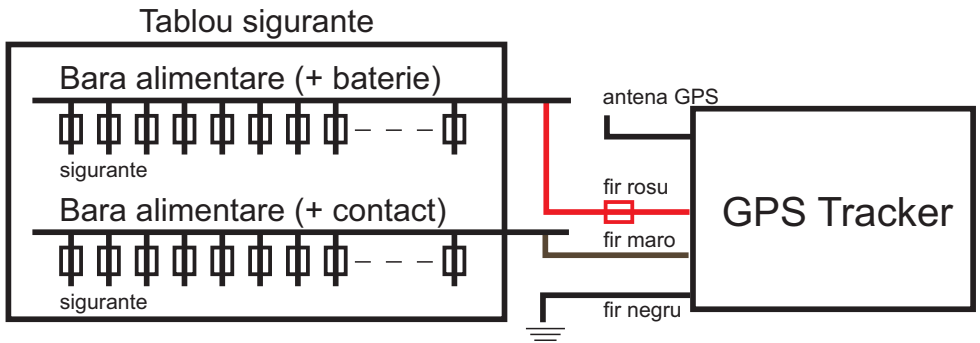 Tablou sigurante
Bara alimentare (+ baterie)
sigurante
Bara alimentare (+ contact)
sigurante
antena GPS
fir rosu
fir maro
fir negru
GPS Tracker